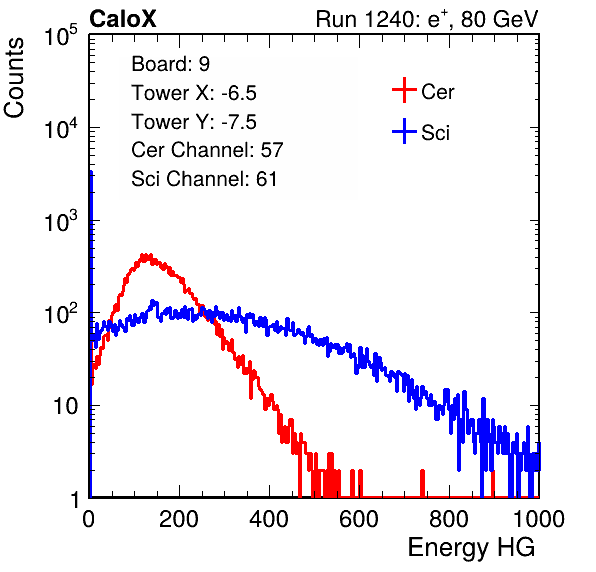 CaloX Run 1240: e⁺, 80 GeV
Counts
Board: 9
Tower X: -6.5
Tower Y: -7.5
Cer Channel: 57
Sci Channel: 61
Cer
Sci
10⁵
10⁴
10³
10²
10
1
0 200 400 600 800 1000
Energy HG